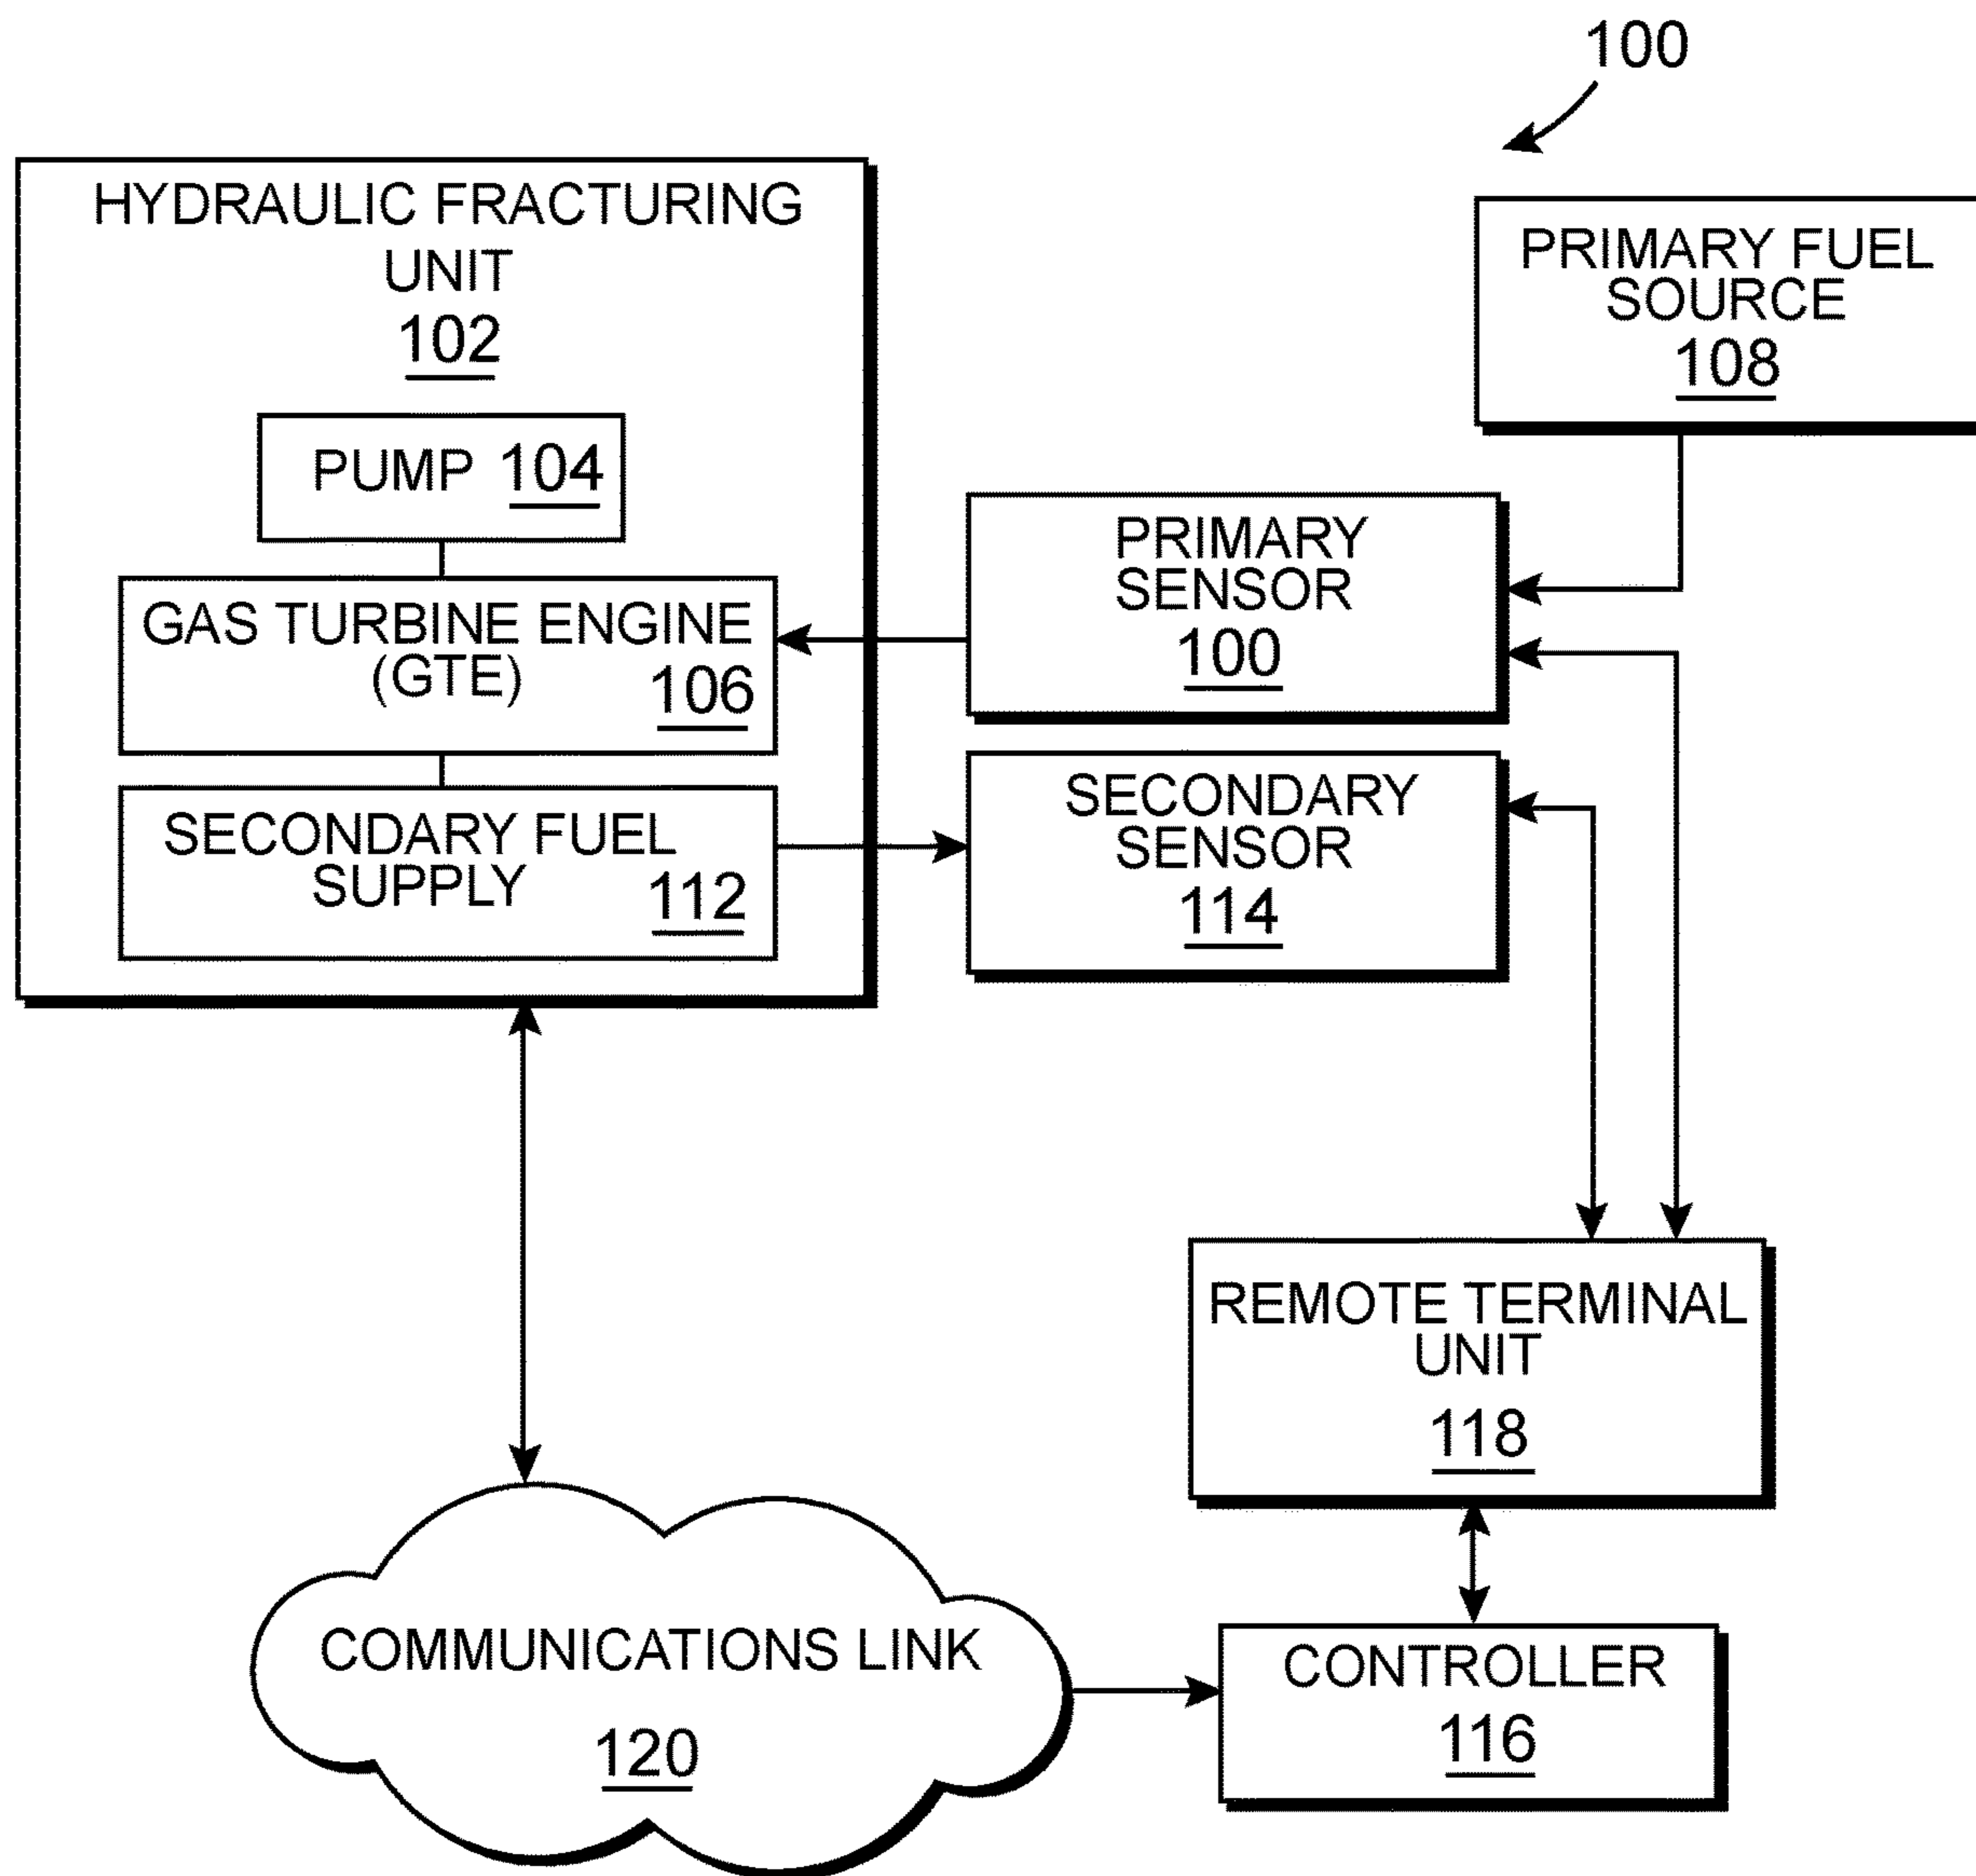 100
HYDRAULIC FRACTURING
UNIT
102
PUMP 104
GAS TURBINE ENGINE
(GTE)
106
SECONDARY FUEL
SUPPLY
112
PRIMARY FUEL
SOURCE
108
PRIMARY
SENSOR
100
SECONDARY
SENSOR
114
REMOTE TERMINAL
UNIT
118
COMMUNICATIONS LINK
120
CONTROLLER
116